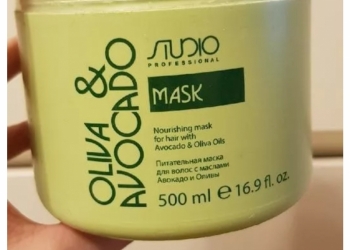 OLIVA &
AVOCADO
STUDIO
PROFESSIONAL
MASK
Nourishing mask
for hair with
Avocado & Oliva Oils
Питательная маска
для волос с маслами
Авокадо и Оливы
500 ml ℮ 16.9 fl. oz.